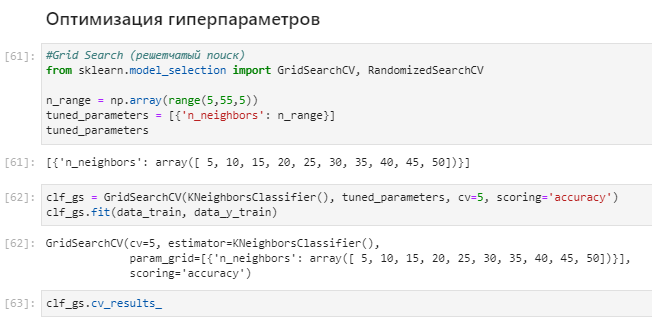 Оптимизация гиперпараметров
[61]: #Grid Search (решетчатый поиск)
from sklearn.model_selection import GridSearchCV, RandomizedSearchCV
n_range = np.array(range(5,55,5))
tuned_parameters = [{'n_neighbors': n_range}]
tuned_parameters
[61]: [{'n_neighbors': array([ 5, 10, 15, 20, 25, 30, 35, 40, 45, 50])}]
[62]: clf_gs = GridSearchCV(KNeighborsClassifier(), tuned_parameters, cv=5, scoring='accuracy')
clf_gs.fit(data_train, data_y_train)
[62]: GridSearchCV(cv=5, estimator=KNeighborsClassifier(),
param_grid=[{'n_neighbors': array([ 5, 10, 15, 20, 25, 30, 35, 40, 45, 50])}],
scoring='accuracy')
[63]: clf_gs.cv_results_